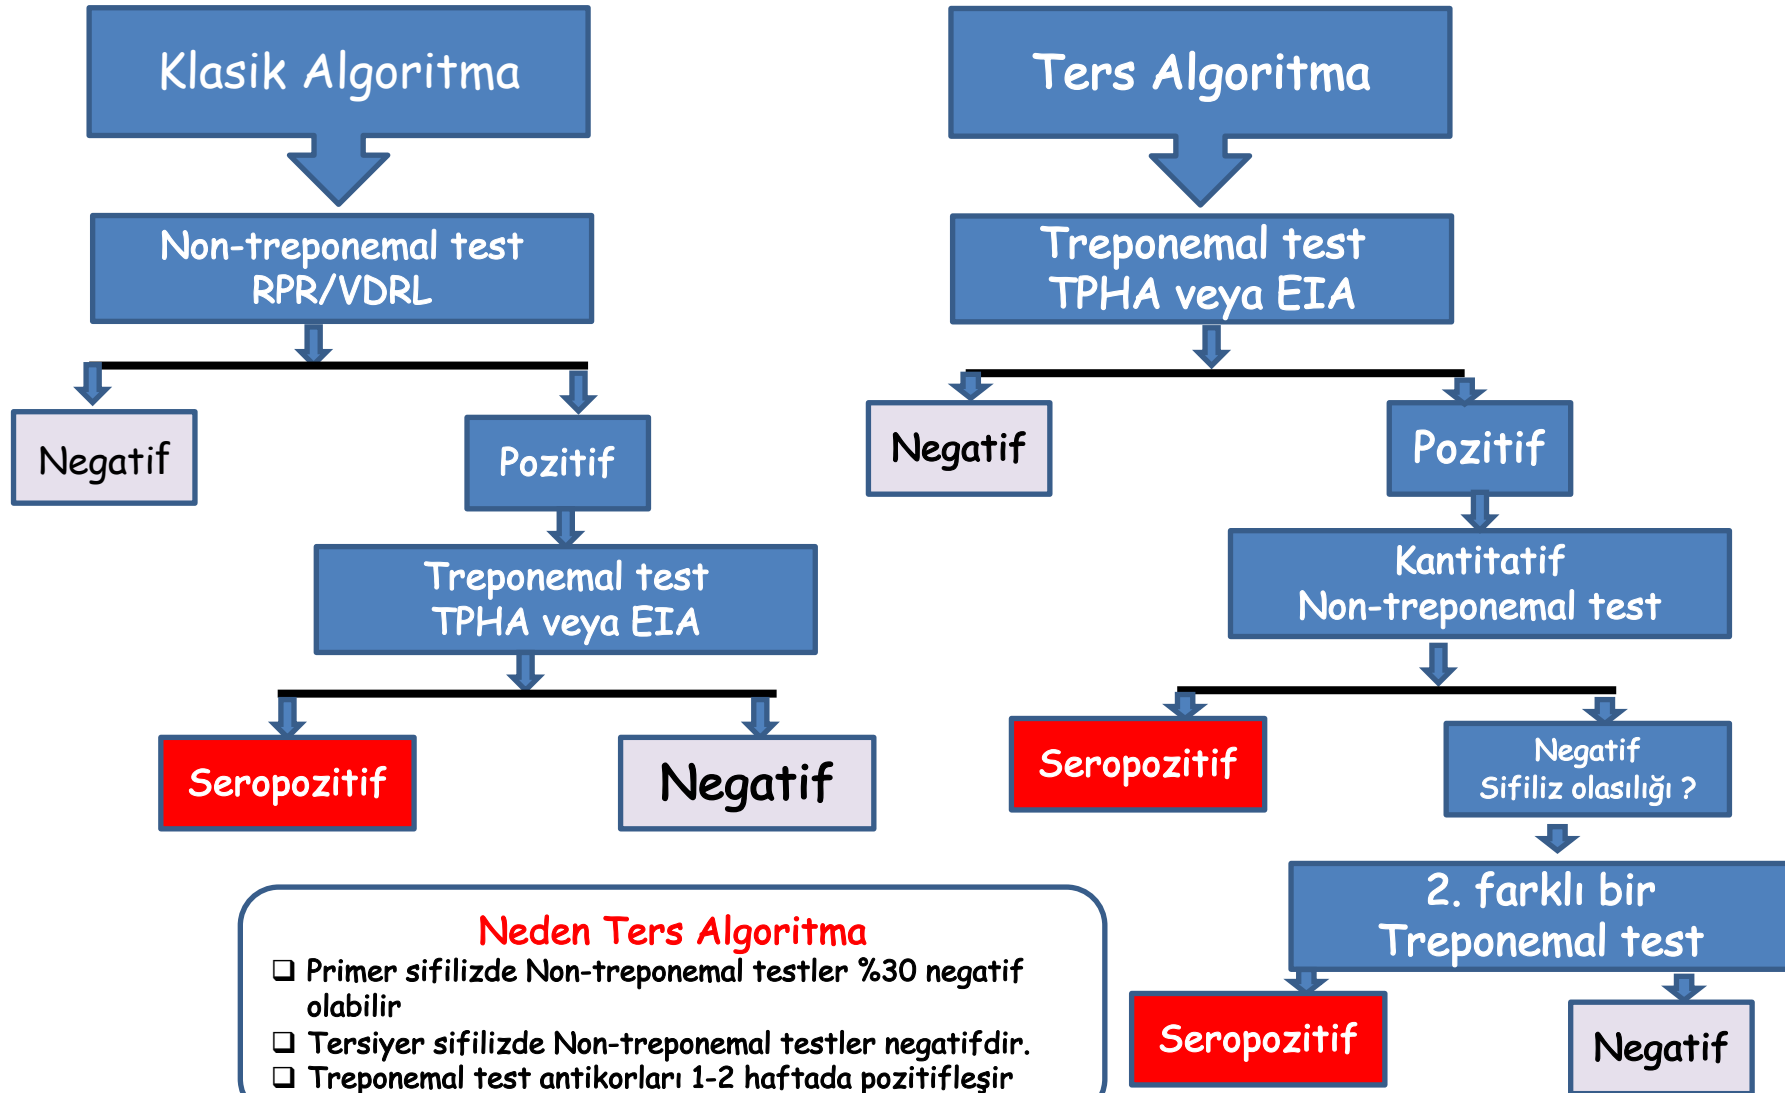 Klasik Algoritma
Non-treponemal test
RPR/VDRL
Negatif
Pozitif
Treponemal test
TPHA veya EIA
Seropozitif
Negatif
Ters Algoritma
Treponemal test
TPHA veya EIA
Negatif
Pozitif
Kantitatif
Non-treponemal test
Seropozitif
Negatif
Sifiliz olasılığı ?
2. farklı bir
Treponemal test
Seropozitif
Negatif
Neden Ters Algoritma
❑ Primer sifilizde Non-treponemal testler %30 negatif
olabilir
❑ Tersiyer sifilizde Non-treponemal testler negatifdir.
❑ Treponemal test antikorları 1-2 haftada pozitifleşir